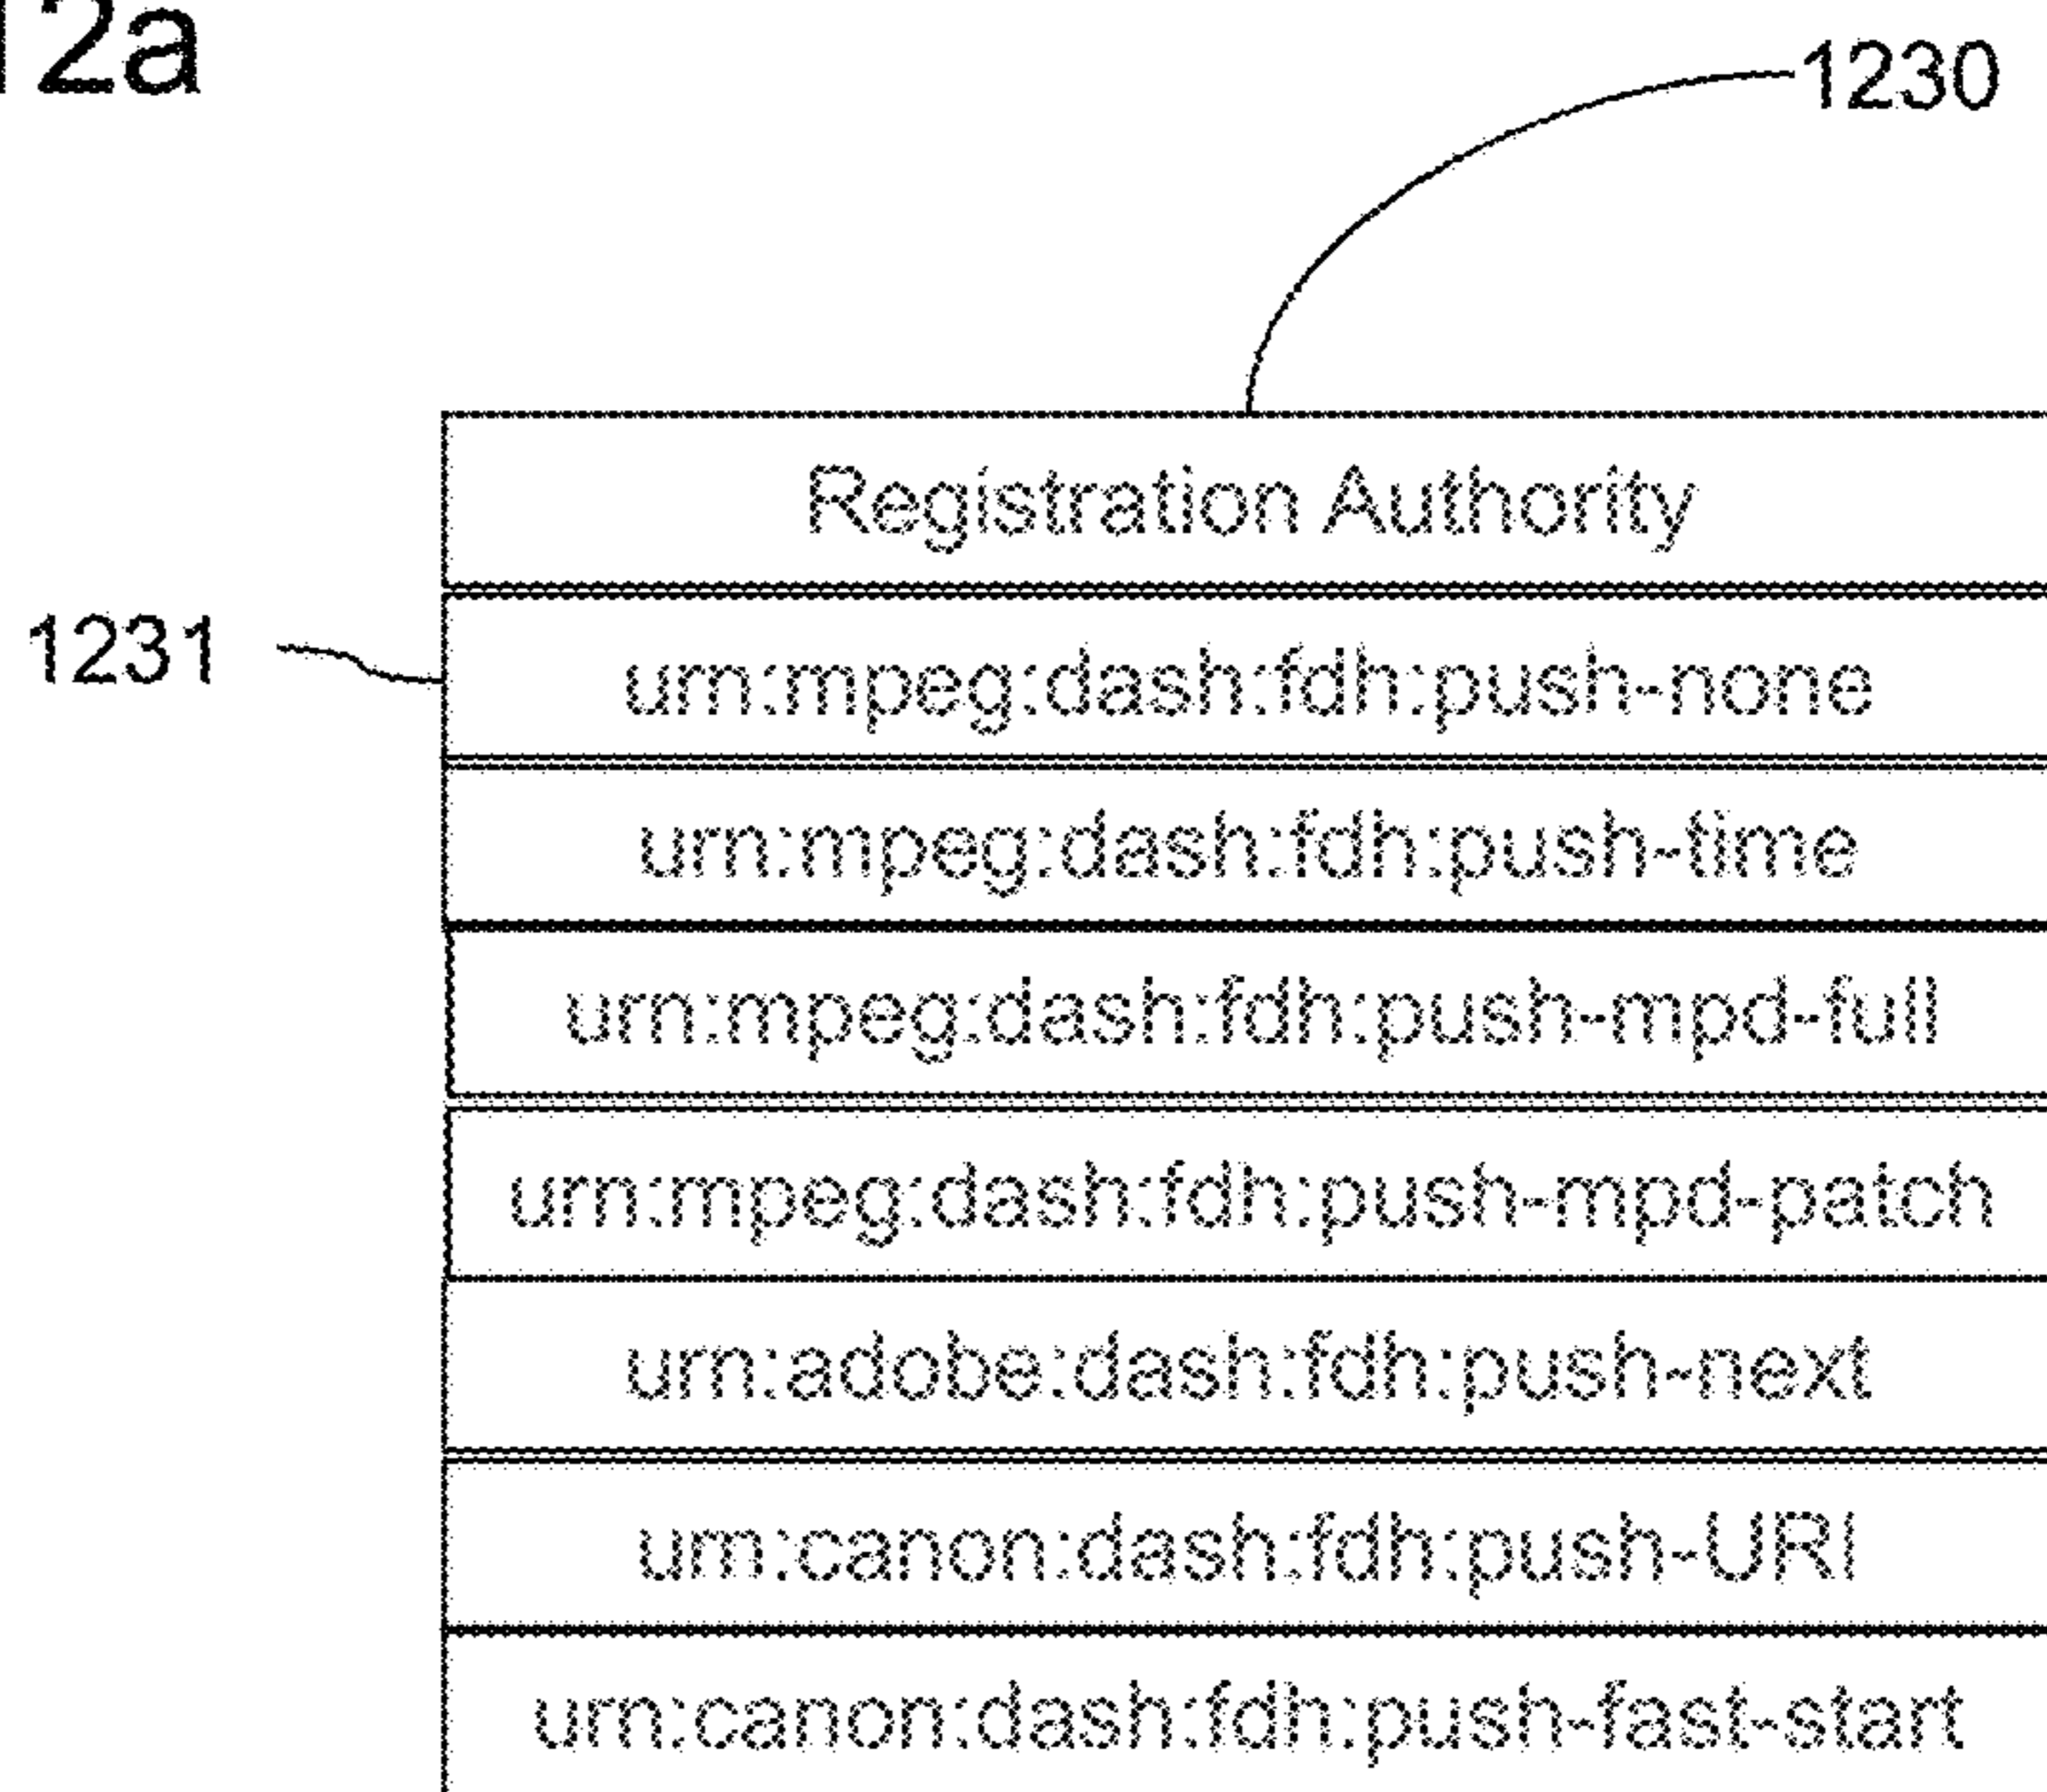 12a
1230
Registration Authority
1231
urn:mpeg:dash:fdh:push-none
urn:mpeg:dash:fdh:push-time
urn:mpeg:dash:fdh:push-mpd-full
urn:mpeg:dash:fdh:push-mpd-patch
urn:adobe:dash:fdh:push-next
urn:canon:dash:fdh:push-URI
urn:canon:dash:fdh:push-fast-start